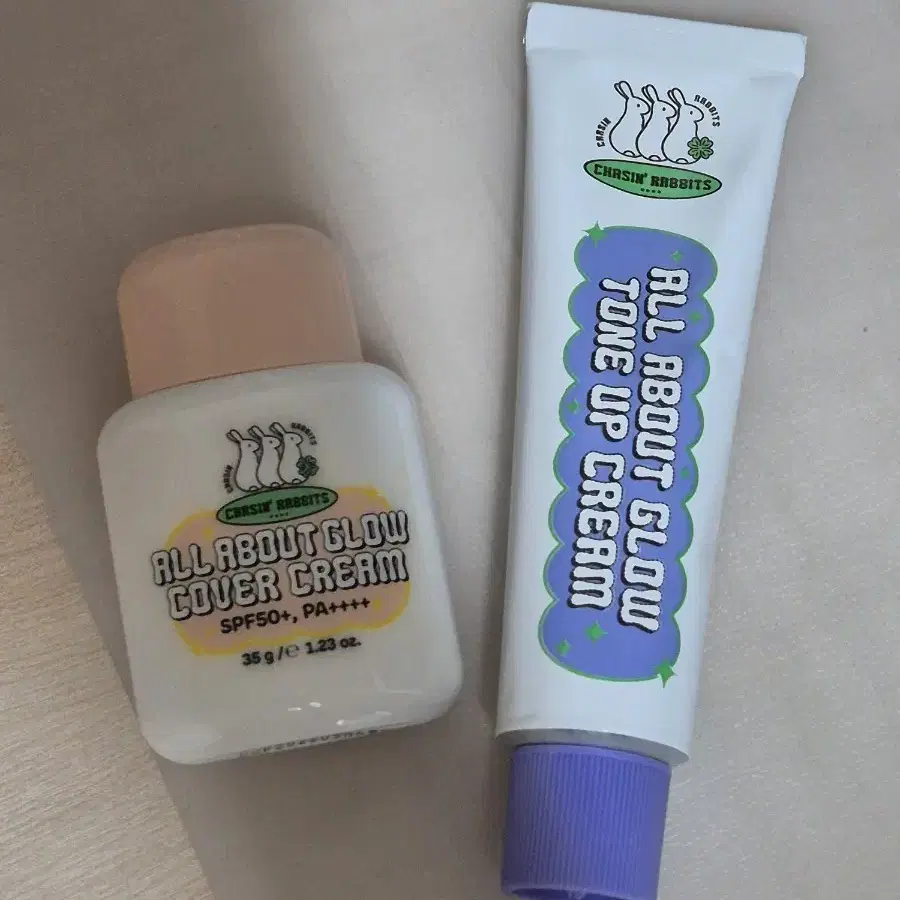 CHASIN
RABBITS
CHASIN' RABBITS
ALL ABOUT GLOW
COVER CREAM
SPF50+, PA++++
35 g / ℮ 1.23 oz.
CHASIN
RABBITS
CHASIN' RABBITS
ALL ABOUT GLOW
TONE UP CREAM